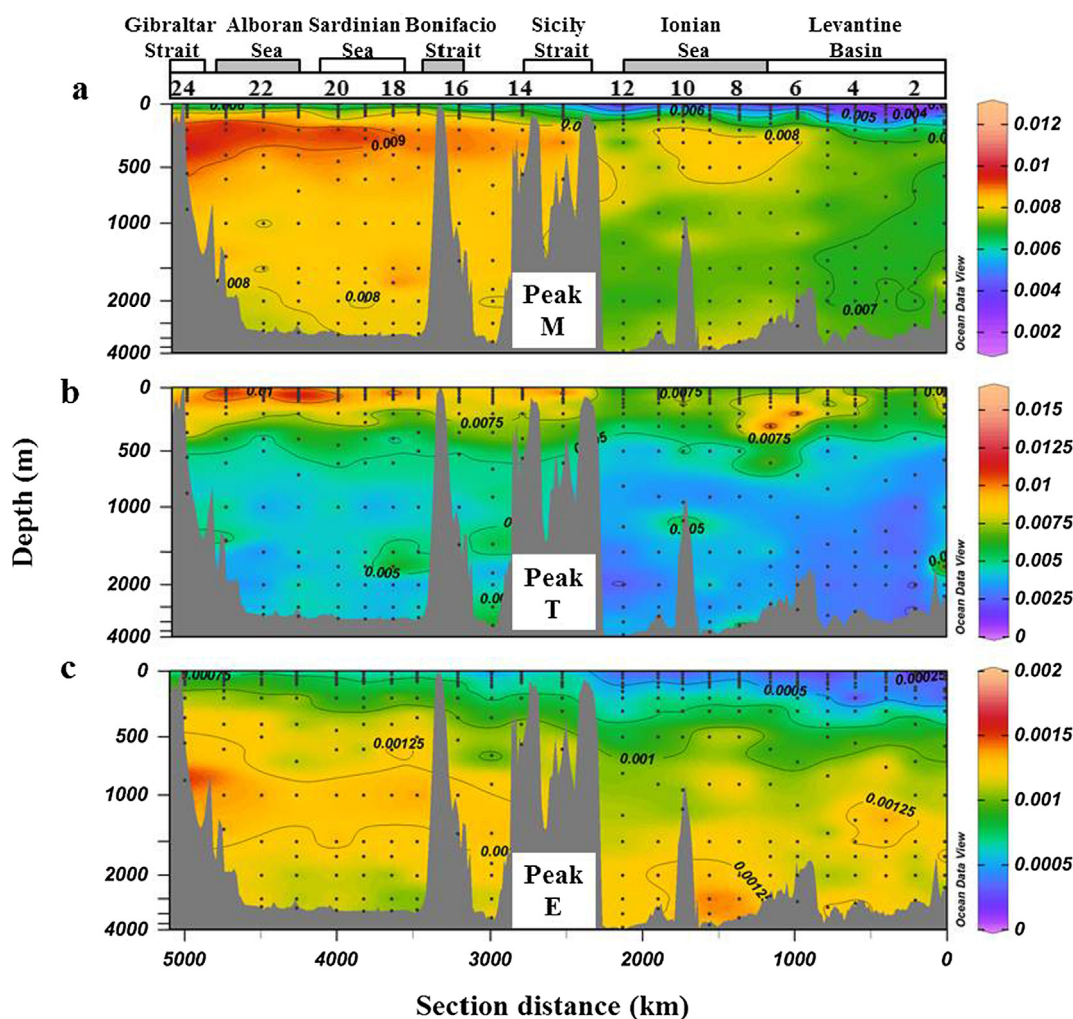 Gibraltar Alboran Sardinian Bonifacio Sicily Ionian Levantine
Strait Sea Sea Strait Strait Sea Basin
24 22 20 18 16 14 12 10 8 6 4 2
a
0
500
1000
2000
4000
0.006
0.005
0.004
0.009
0.008
0.008
0.008
0.007
Peak
M
Ocean Data View
0.012
0.01
0.008
0.006
0.004
0.002
b
0
500
1000
2000
4000
0.01
0.0075
0.0075
0.0075
0.005
Peak
T
Ocean Data View
0.015
0.0125
0.01
0.0075
0.005
0.0025
0
c
0
500
1000
2000
4000
0.00075
0.0005
0.00025
0.00125
0.001
0.00125
0.00125
Peak
E
Ocean Data View
0.002
0.0015
0.001
0.0005
0
Depth (m)
5000 4000 3000 2000 1000 0
Section distance (km)